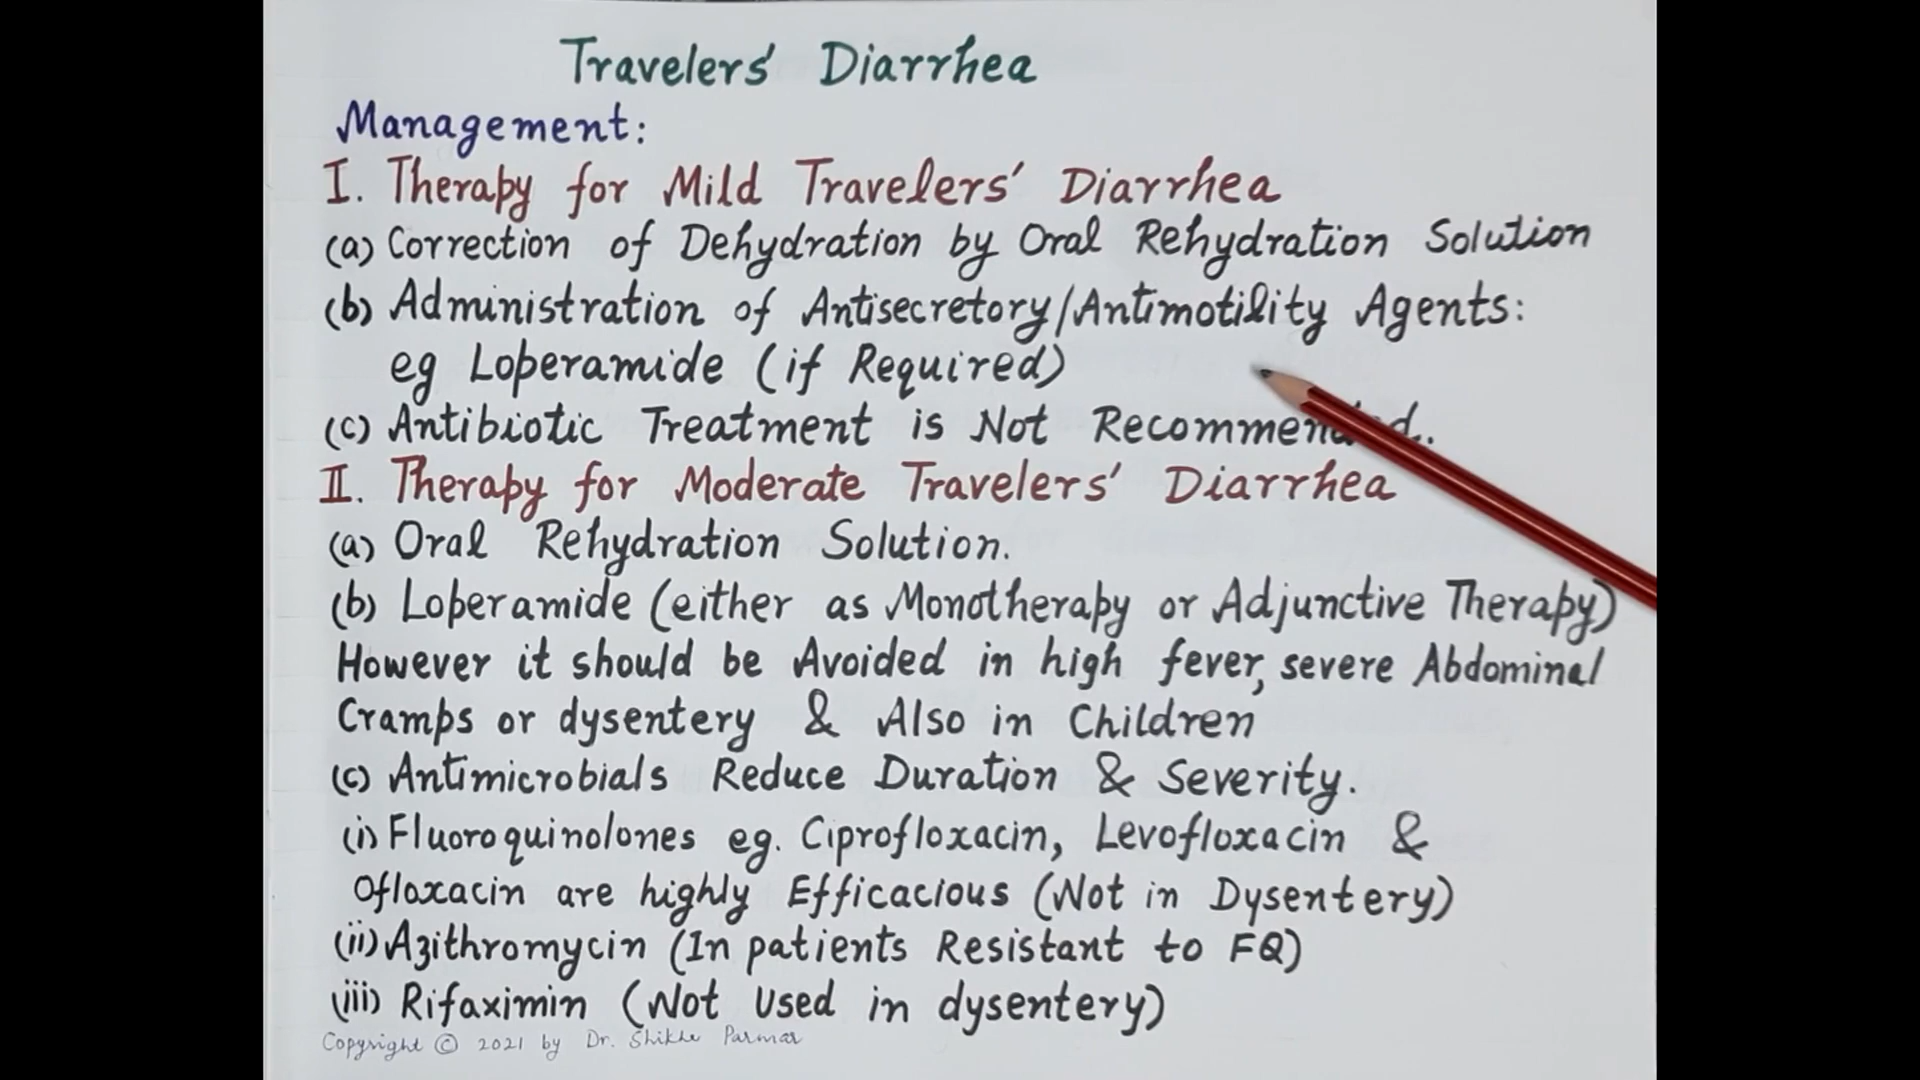 Travelers' Diarrhea
Management:
I. Therapy for Mild Travelers' Diarrhea
(a) Correction of Dehydration by Oral Rehydration Solution
(b) Administration of Antisecretory/Antimotility Agents:
eg Loperamide (if Required)
(c) Antibiotic Treatment is Not Recommended.
II. Therapy for Moderate Travelers' Diarrhea
(a) Oral Rehydration Solution.
(b) Loperamide (either as Monotherapy or Adjunctive Therapy)
However it should be Avoided in high fever, severe Abdominal
Cramps or dysentery & Also in Children
(c) Antimicrobials Reduce Duration & Severity.
(i) Fluoroquinolones eg. Ciprofloxacin, Levofloxacin &
Ofloxacin are highly Efficacious (Not in Dysentery)
(ii) Azithromycin (In patients Resistant to FQ)
(iii) Rifaximin (Not used in dysentery)
Copyright © 2021 by Dr. Shikha Parmar